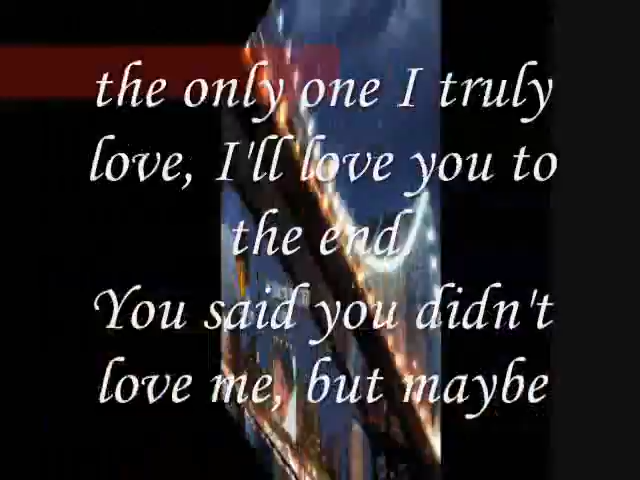 the only one I truly
love, I'll love you to
the end
You said you didn't
love me, but maybe